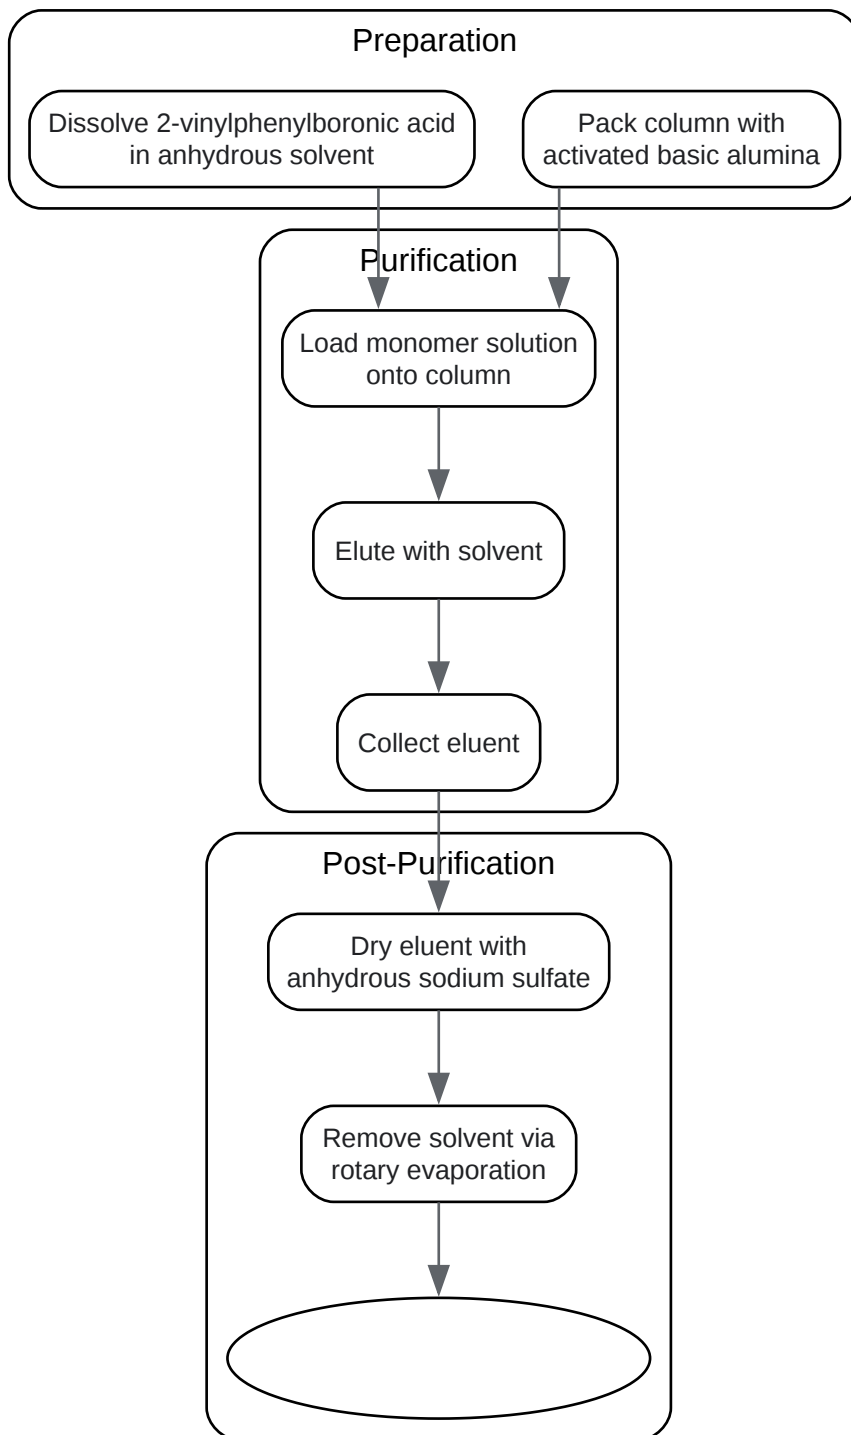 Preparation
Dissolve 2-vinylphenylboronic acid
in anhydrous solvent
Pack column with
activated basic alumina
Purification
Load monomer solution
onto column
Elute with solvent
Collect eluent
Post-Purification
Dry eluent with
anhydrous sodium sulfate
Remove solvent via
rotary evaporation